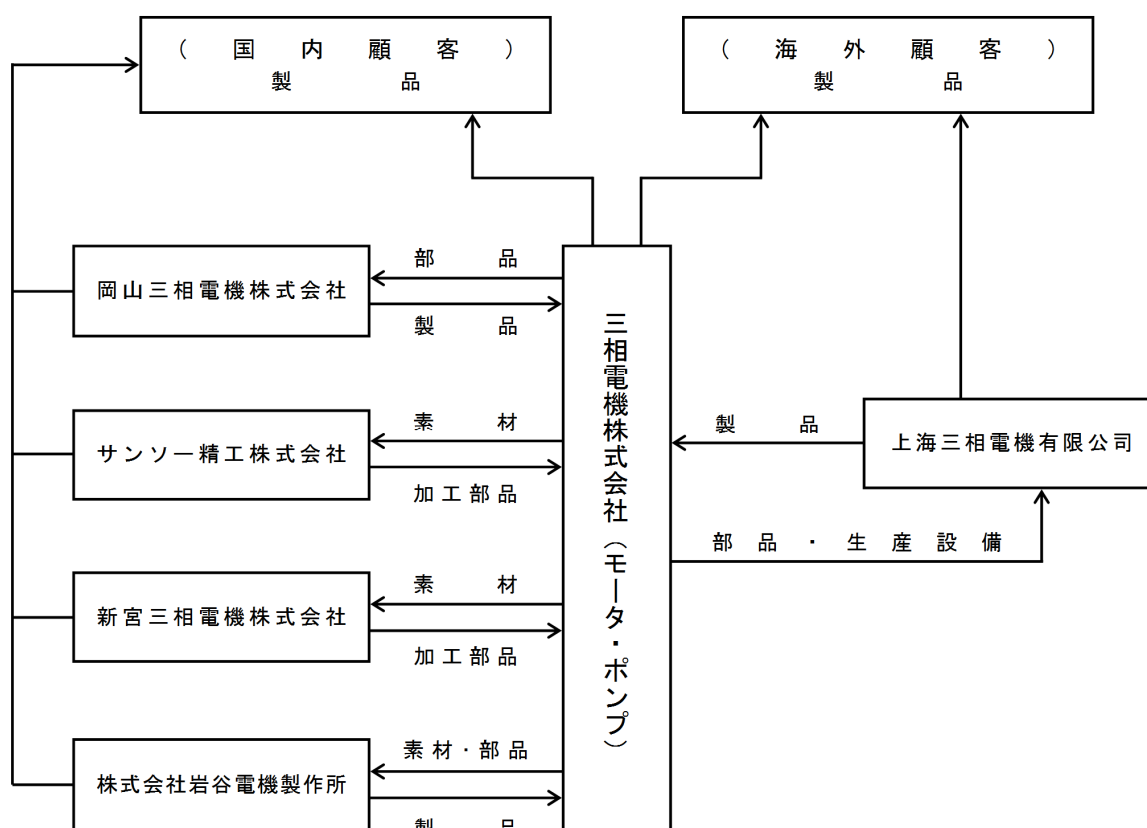 （国内顧客）
製品
（海外顧客）
製品
部品
岡山三相電機株式会社
製品
素材
サンソー精工株式会社
加工部品
素材
新宮三相電機株式会社
加工部品
素材・部品
株式会社岩谷電機製作所
製品
三相電機株式会社（モータ・ポンプ）
製品
上海三相電機有限公司
部品・生産設備